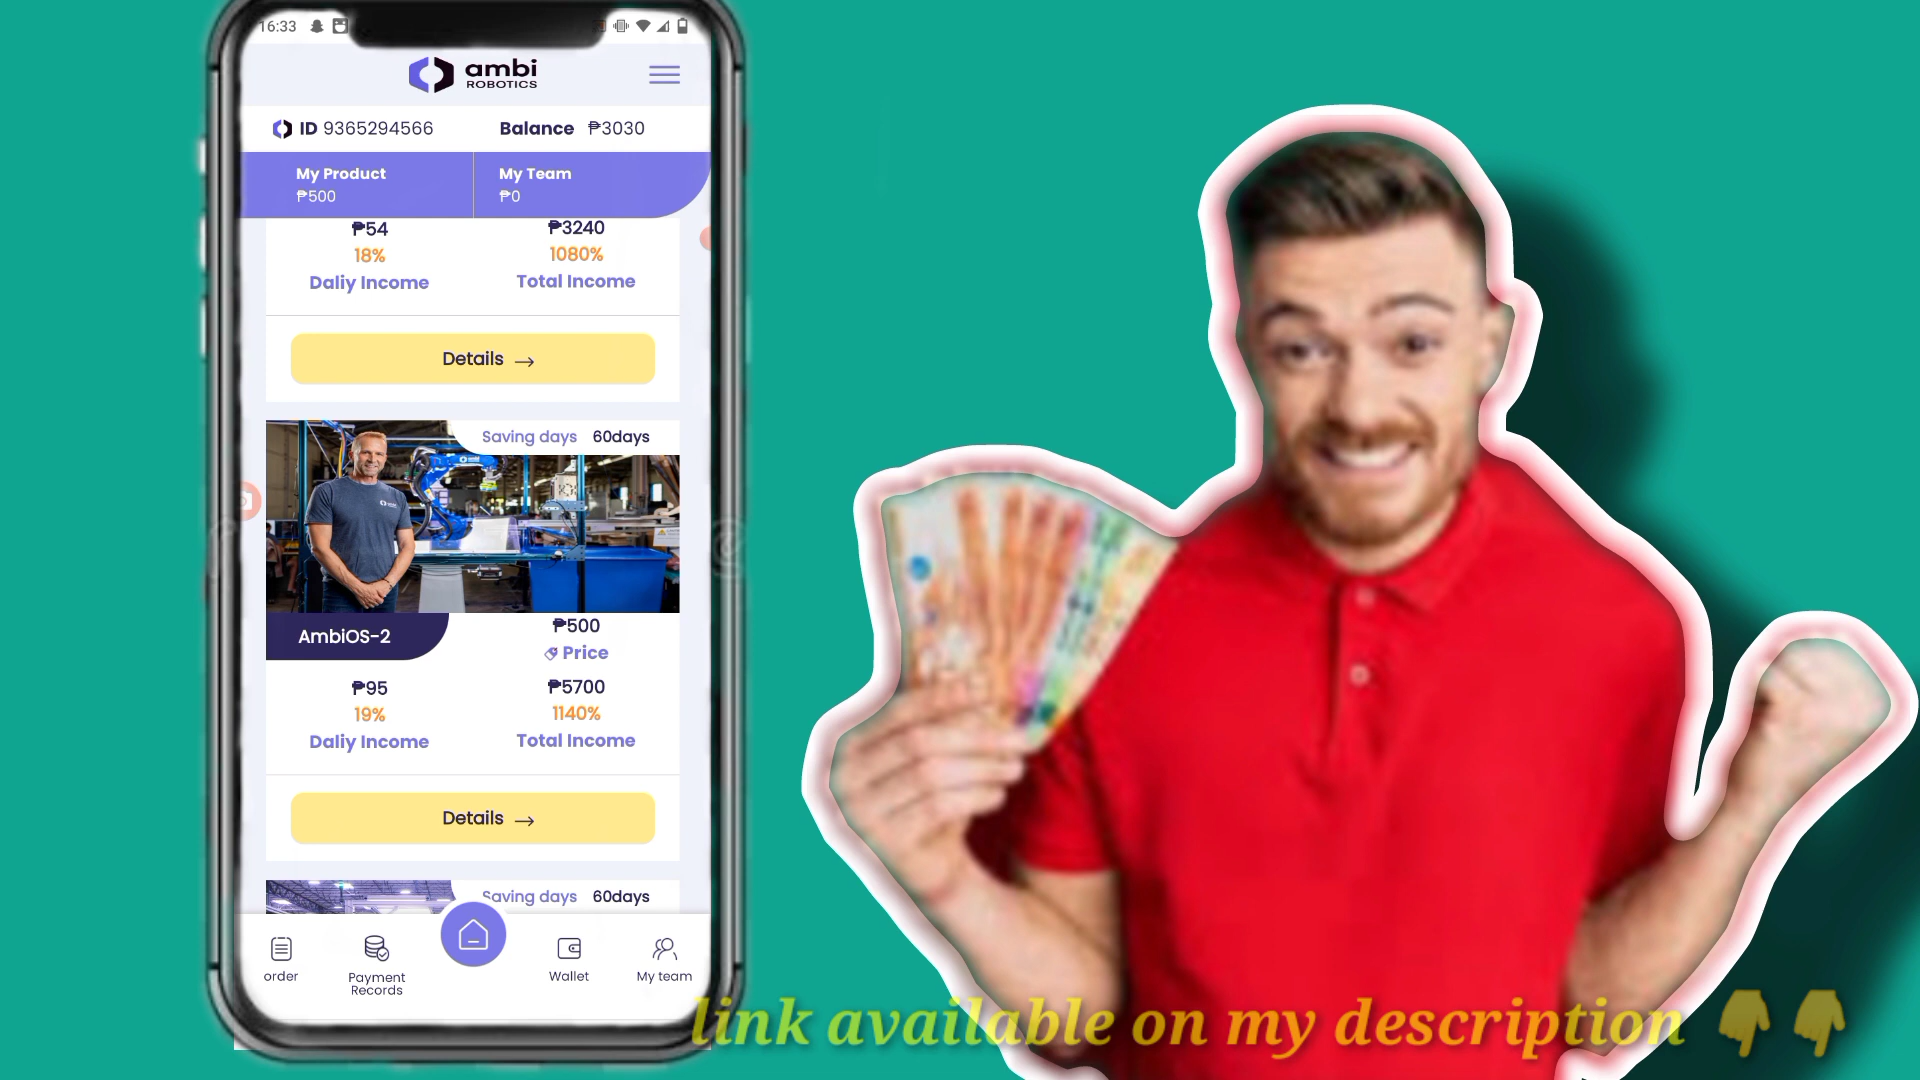 16:33
ambi
ROBOTICS
ID 9365294566
Balance ₱3030
My Product
₱500
My Team
₱0
₱54
18%
Daliy Income
₱3240
1080%
Total Income
Details →
Saving days 60days
AmbiOS-2
₱500
Price
₱95
19%
Daliy Income
₱5700
1140%
Total Income
Details →
Saving days 60days
order
Payment
Records
Wallet
My team
link available on my description 👇👇